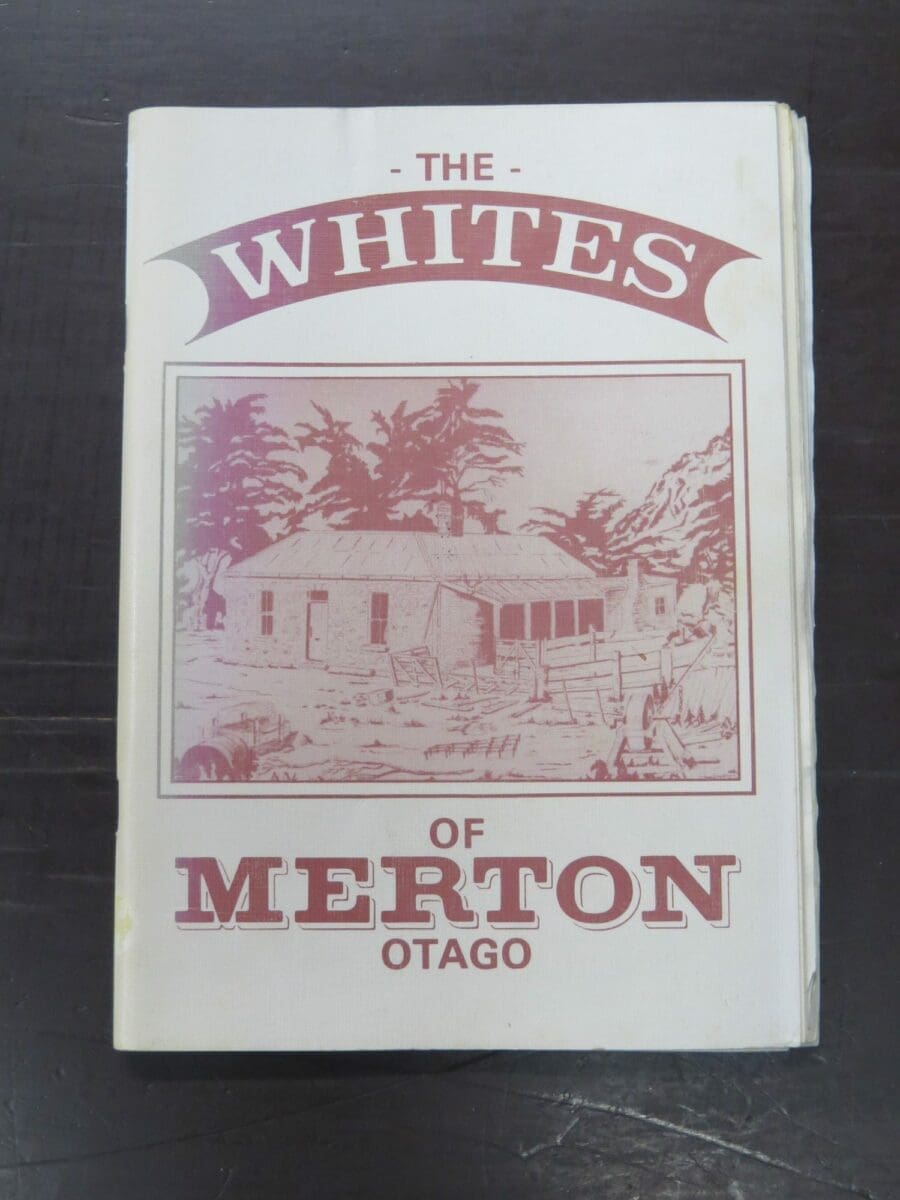 - THE -
WHITES
OF
MERTON
OTAGO